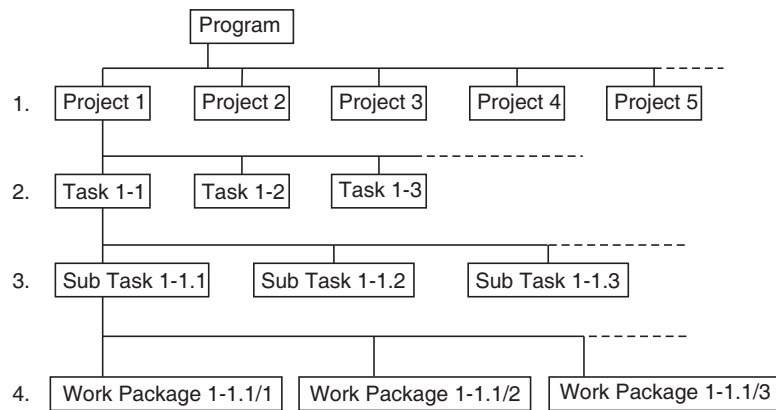 Program
1. Project 1 Project 2 Project 3 Project 4 Project 5
2. Task 1-1 Task 1-2 Task 1-3
3. Sub Task 1-1.1 Sub Task 1-1.2 Sub Task 1-1.3
4. Work Package 1-1.1/1 Work Package 1-1.1/2 Work Package 1-1.1/3